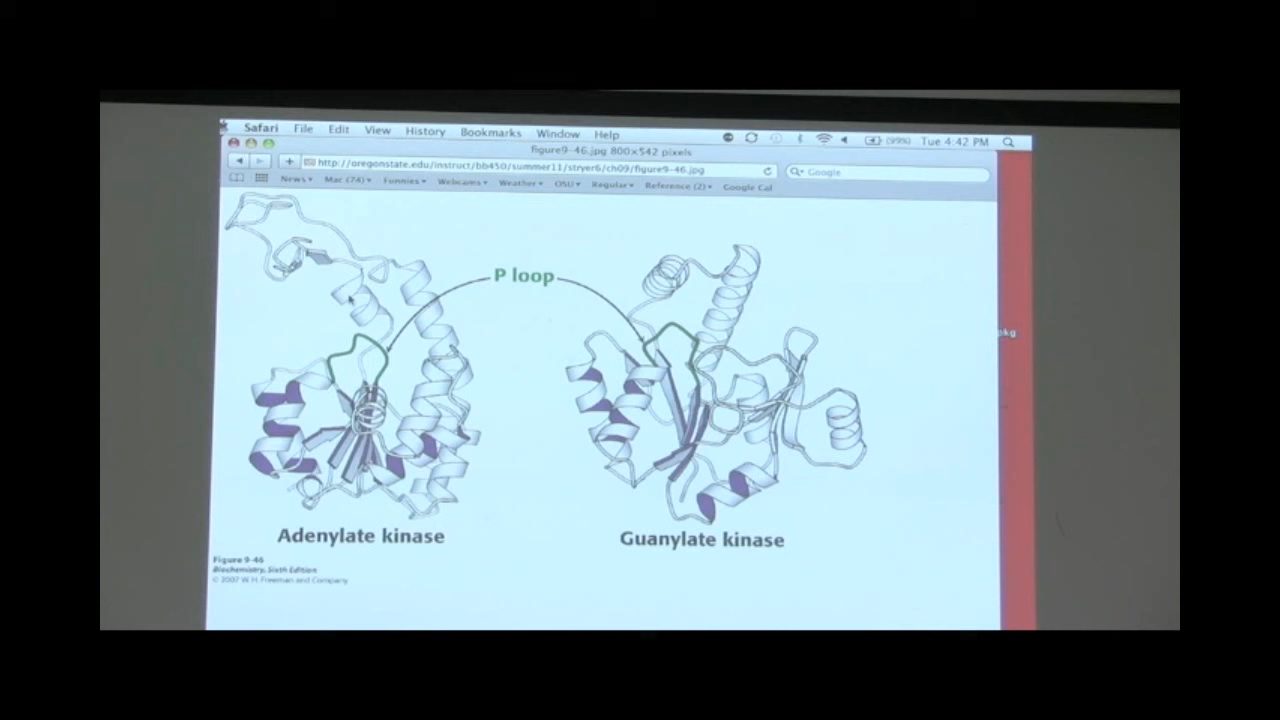 Safari File Edit View History Bookmarks Window Help (99%) Tue 4:42 PM
figure9-46.jpg 800×542 pixels
http://oregonstate.edu/instruct/bb450/summer11/stryer6/ch09/figure9-46.jpg Google
News Mac (74) Funnies Webcams Weather OSU Regular Reference (2) Google Cal
P loop
pkg
Adenylate kinase Guanylate kinase
Figure 9-46
Biochemistry, Sixth Edition
© 2007 W. H. Freeman and Company